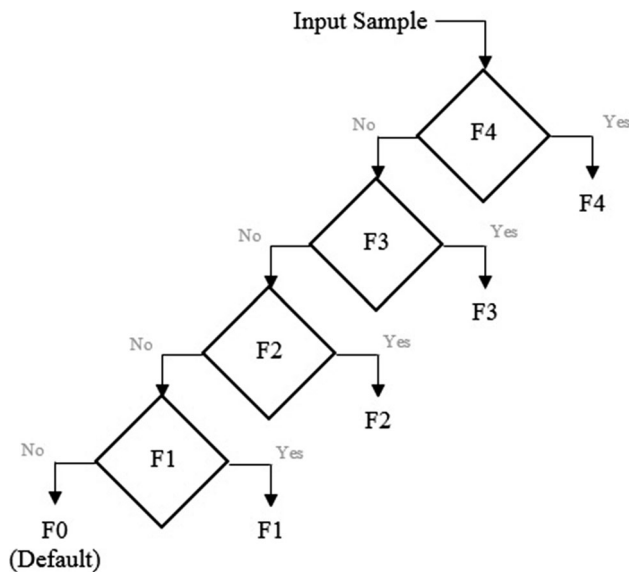 Input Sample
F4
No
Yes
F4
F3
No
Yes
F3
F2
No
Yes
F2
F1
No
Yes
F0
(Default)
F1